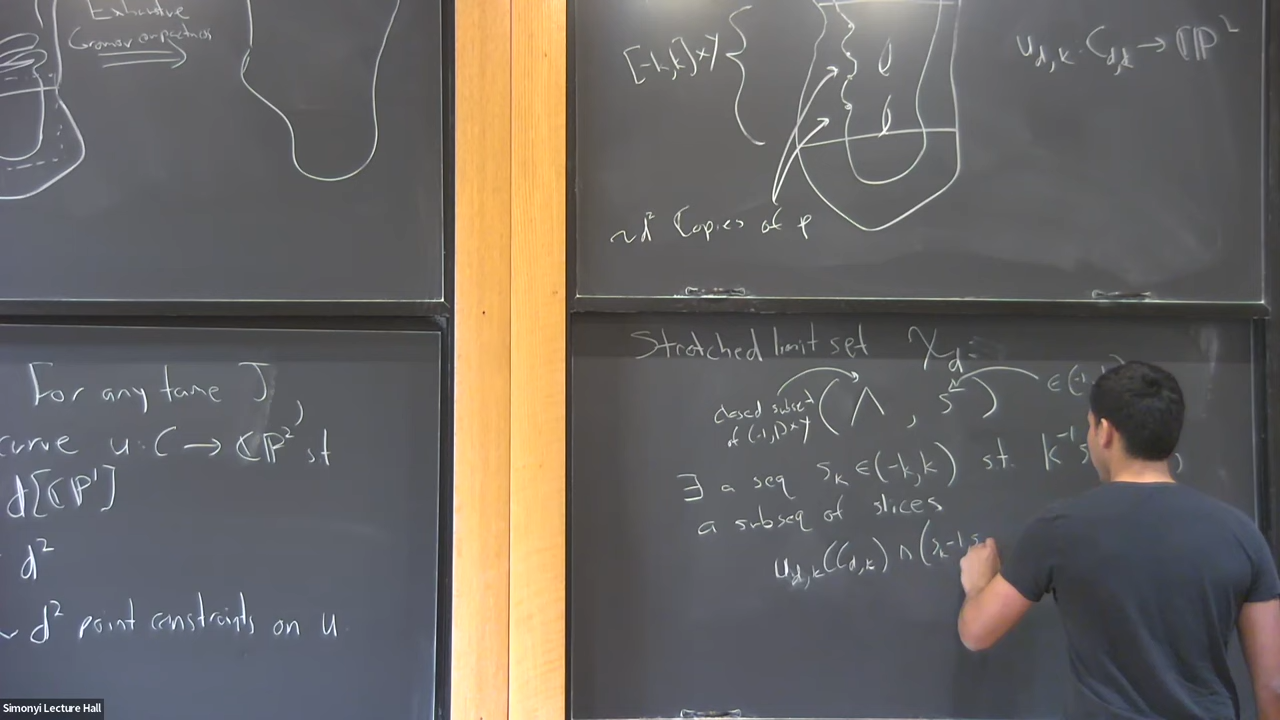 Exhaustive
Gromov compactness
[For any tame J,
curve u: C → ℂP², st
d[ℂP¹]
d²
~ d² point constraints on u
[-k,k]×Y
u_{d,k}: C_{d,k} → ℂP²
~d² Copies of φ
Stretched limit set χ_d =
closed subset
of (-1,1)×Y
(Λ, s)
∃ a seq s_k ∈ (-k,k) s.t. k⁻¹s
a subseq of slices
u_{d,k}(C_{d,k}) ∩ (s_k-1, s
Simonyi Lecture Hall